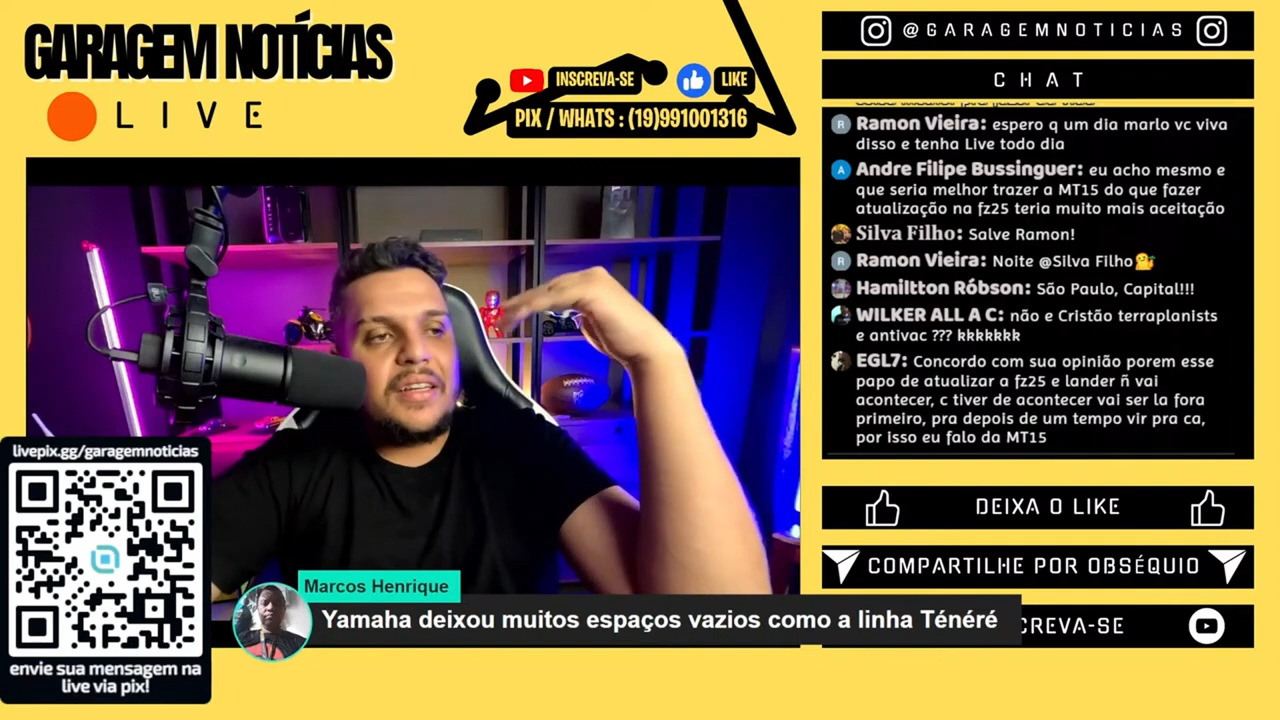 GARAGEM NOTÍCIAS
LIVE
INSCREVA-SE
LIKE
PIX / WHATS : (19)991001316
@GARAGEMNOTICIAS
CHAT
Ramon Vieira: espero q um dia marlo vc viva
disso e tenha Live todo dia
Andre Filipe Bussinguer: eu acho mesmo e
que seria melhor trazer a MT15 do que fazer
atualização na fz25 teria muito mais aceitação
Silva Filho: Salve Ramon!
Ramon Vieira: Noite @Silva Filho
Hamiltton Róbson: São Paulo, Capital!!!
WILKER ALL A C: não e Cristão terraplanists
e antivac ??? kkkkkkk
EGL7: Concordo com sua opinião porem esse
papo de atualizar a fz25 e lander ñ vai
acontecer, c tiver de acontecer vai ser la fora
primeiro, pra depois de um tempo vir pra ca,
por isso eu falo da MT15
DEIXA O LIKE
COMPARTILHE POR OBSÉQUIO
CREVA-SE
livepix.gg/garagemnoticias
envie sua mensagem na
live via pix!
Marcos Henrique
Yamaha deixou muitos espaços vazios como a linha Ténéré